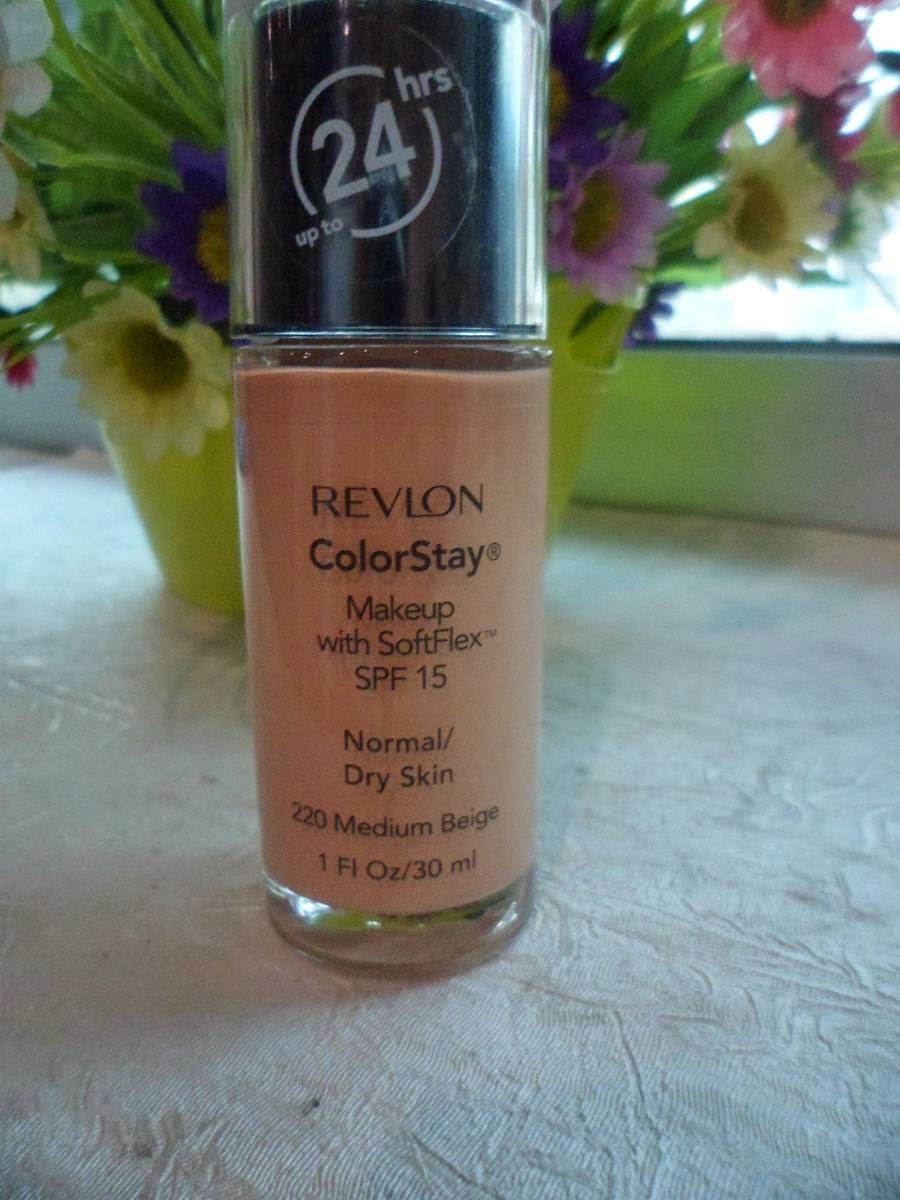 hrs
24
up to
REVLON
ColorStay®
Makeup
with SoftFlex™
SPF 15
Normal/
Dry Skin
220 Medium Beige
1 Fl Oz/30 ml